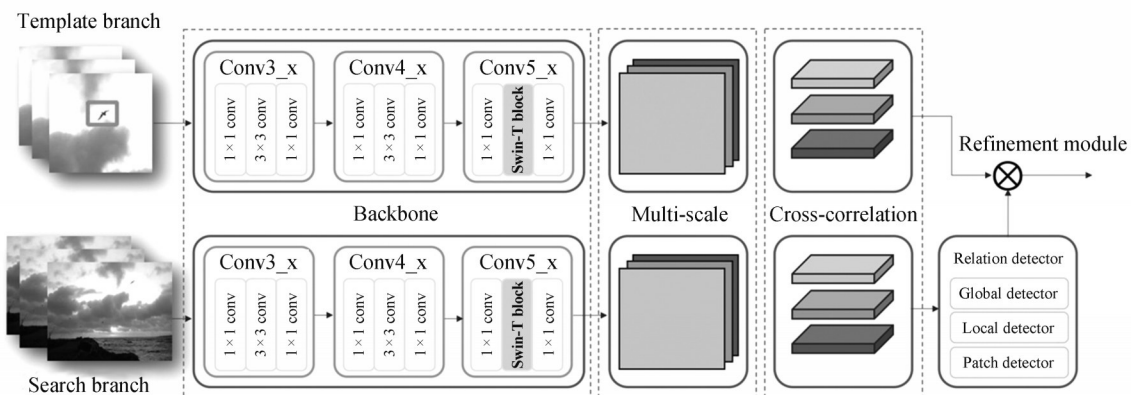 Template branch
Conv3_x
Conv4_x
Conv5_x
1×1 conv
3×3 conv
1×1 conv
1×1 conv
3×3 conv
1×1 conv
1×1 conv
Swin-T block
1×1 conv
Refinement module
Backbone
Multi-scale
Cross-correlation
Conv3_x
Conv4_x
Conv5_x
1×1 conv
3×3 conv
1×1 conv
1×1 conv
3×3 conv
1×1 conv
1×1 conv
Swin-T block
1×1 conv
Relation detector
Global detector
Local detector
Patch detector
Search branch